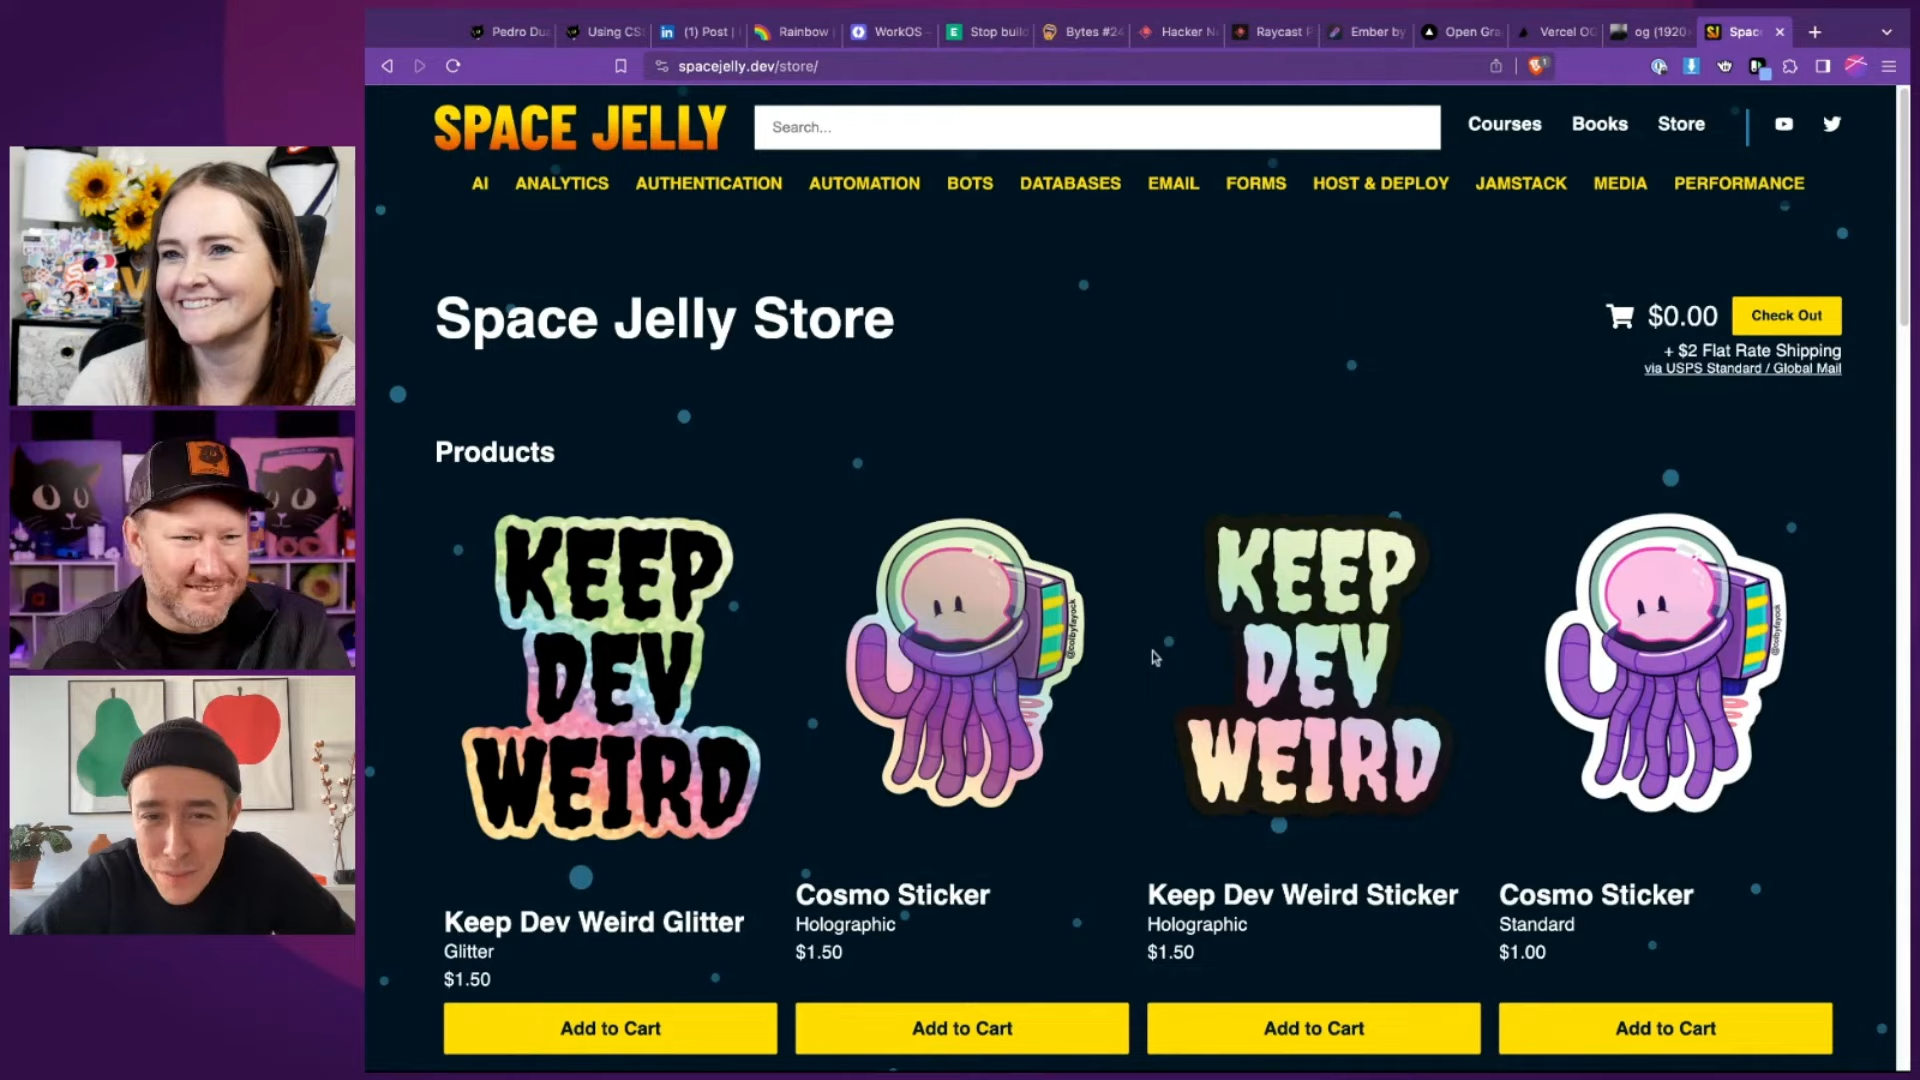 Pedro Du
Using CS
(1) Post |
Rainbow
WorkOS -
Stop buil
Bytes #24
Hacker N
Raycast P
Ember by
Open Gra
Vercel OG
og (1920
Spac
spacejelly.dev/store/
SPACE JELLY
Search...
Courses
Books
Store
AI
ANALYTICS
AUTHENTICATION
AUTOMATION
BOTS
DATABASES
EMAIL
FORMS
HOST & DEPLOY
JAMSTACK
MEDIA
PERFORMANCE
Space Jelly Store
$0.00
Check Out
+ $2 Flat Rate Shipping
via USPS Standard / Global Mail
Products
KEEP
DEV
WEIRD
@colbyfayock
KEEP
DEV
WEIRD
@colbyfayock
Keep Dev Weird Glitter
Glitter
$1.50
Add to Cart
Cosmo Sticker
Holographic
$1.50
Add to Cart
Keep Dev Weird Sticker
Holographic
$1.50
Add to Cart
Cosmo Sticker
Standard
$1.00
Add to Cart